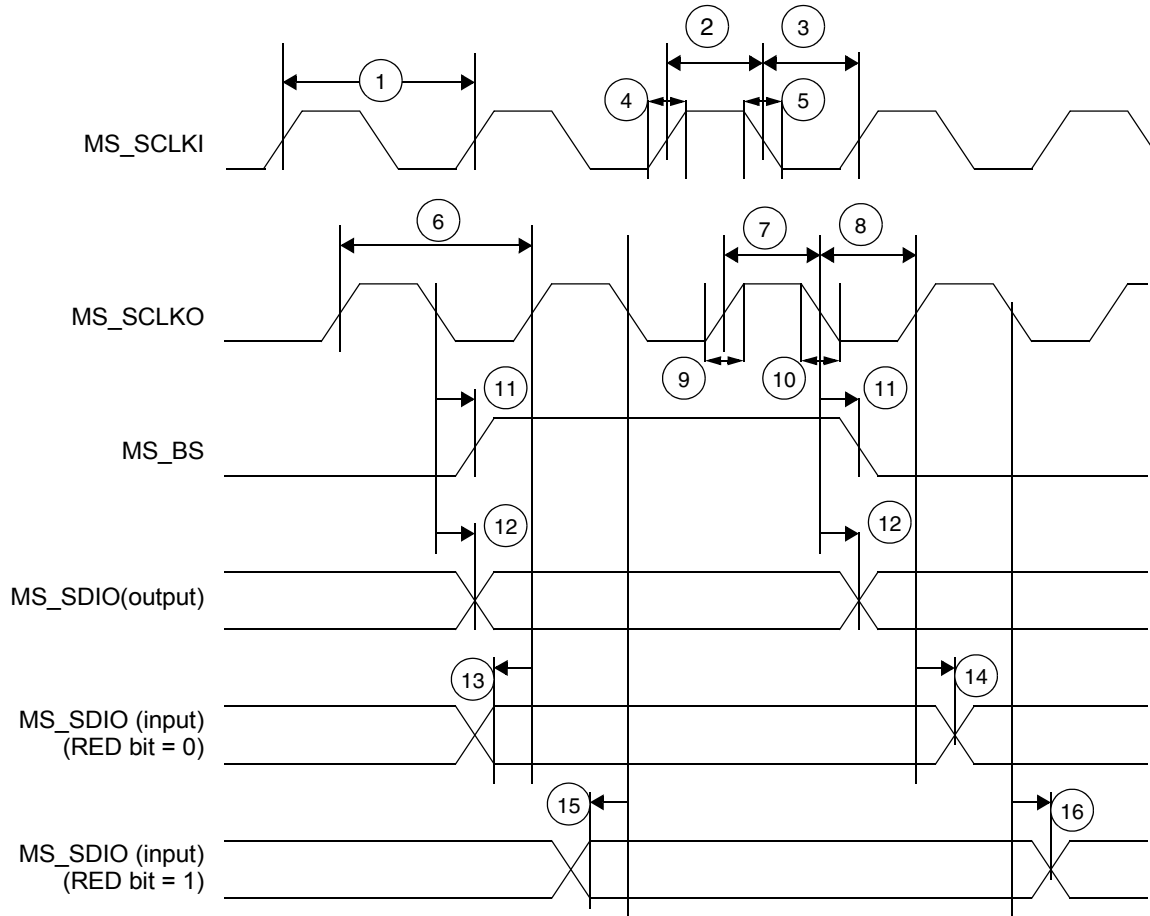 2
3
1
4
5
MS_SCLKI
6
7
8
MS_SCLKO
9
10
11
11
MS_BS
12
12
MS_SDIO(output)
13
14
MS_SDIO (input)
(RED bit = 0)
15
16
MS_SDIO (input)
(RED bit = 1)